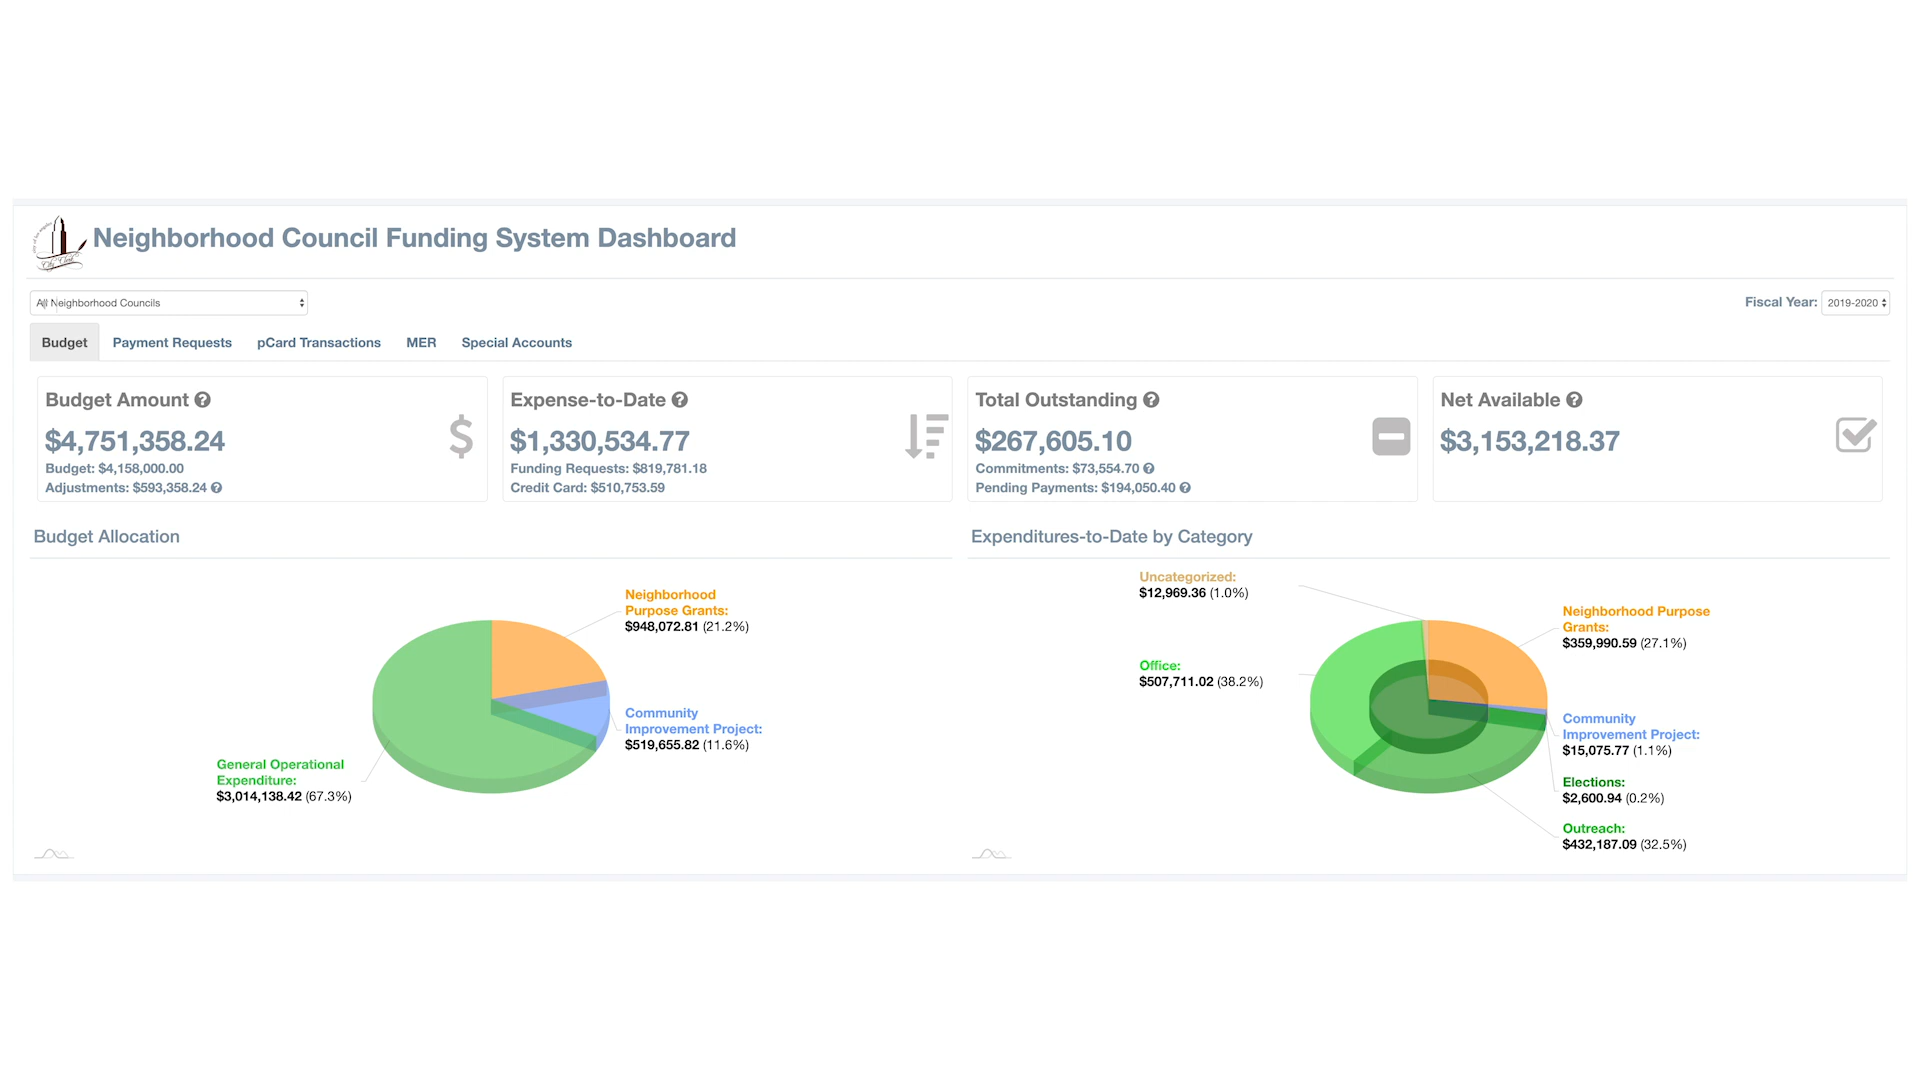 Neighborhood Council Funding System Dashboard
All Neighborhood Councils
Fiscal Year: 2019-2020
Budget Payment Requests pCard Transactions MER Special Accounts
Budget Amount
$4,751,358.24
Budget: $4,158,000.00
Adjustments: $593,358.24
Expense-to-Date
$1,330,534.77
Funding Requests: $819,781.18
Credit Card: $510,753.59
Total Outstanding
$267,605.10
Commitments: $73,554.70
Pending Payments: $194,050.40
Net Available
$3,153,218.37
Budget Allocation
Neighborhood
Purpose Grants:
$948,072.81 (21.2%)
Community
Improvement Project:
$519,655.82 (11.6%)
General Operational
Expenditure:
$3,014,138.42 (67.3%)
Expenditures-to-Date by Category
Uncategorized:
$12,969.36 (1.0%)
Office:
$507,711.02 (38.2%)
Neighborhood Purpose
Grants:
$359,990.59 (27.1%)
Community
Improvement Project:
$15,075.77 (1.1%)
Elections:
$2,600.94 (0.2%)
Outreach:
$432,187.09 (32.5%)